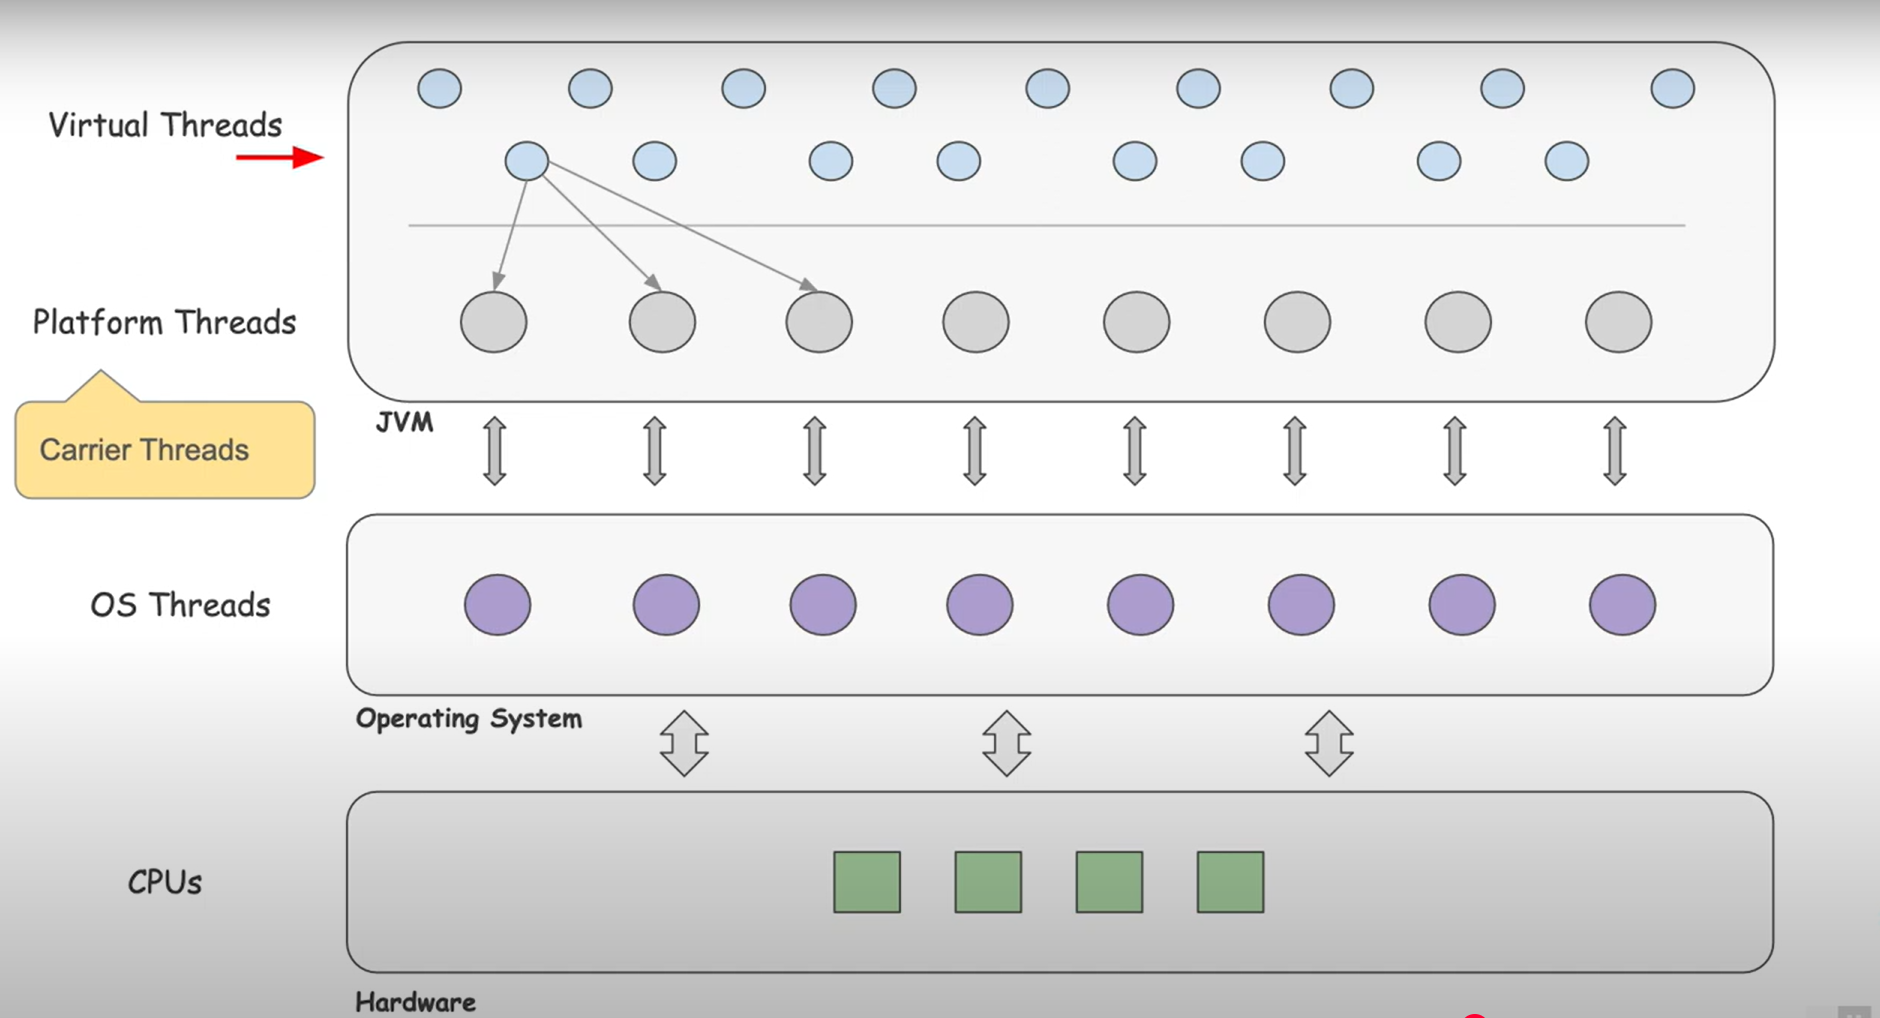 Virtual Threads
Platform Threads
Carrier Threads
JVM
OS Threads
Operating System
CPUs
Hardware